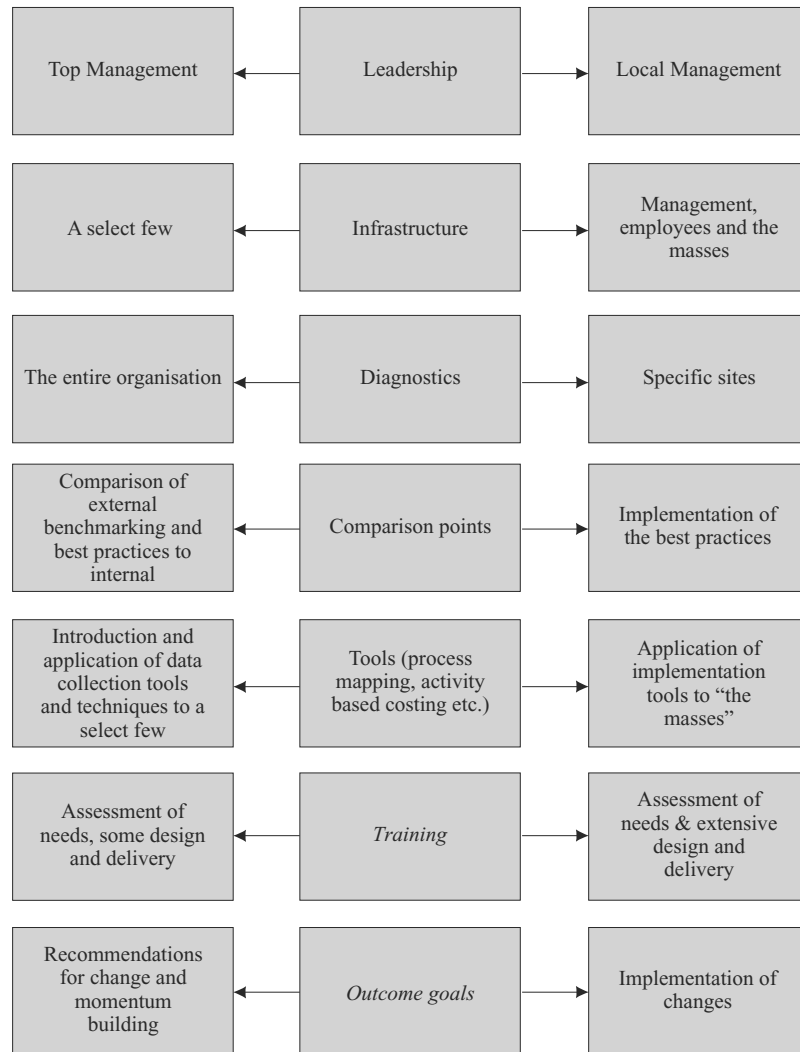 Top Management
Leadership
Local Management
A select few
Infrastructure
Management,
employees and the
masses
The entire organisation
Diagnostics
Specific sites
Comparison of
external
benchmarking and
best practices to
internal
Comparison points
Implementation of
the best practices
Introduction and
application of data
collection tools
and techniques to a
select few
Tools (process
mapping, activity
based costing etc.)
Application of
implementation
tools to “the
masses”
Assessment of
needs, some design
and delivery
Training
Assessment of
needs & extensive
design and
delivery
Recommendations
for change and
momentum
building
Outcome goals
Implementation of
changes